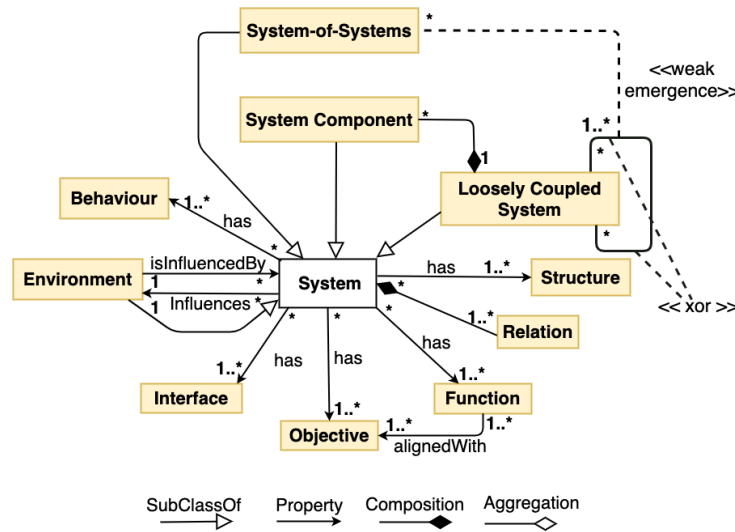 System-of-Systems
*
<<weak
emergence>>
System Component
*
1..*
1
*
Loosely Coupled
System
*
Behaviour
1..*
has
*
isInfluencedBy
Environment
1
*
Influences
*
1
System
has
1..*
Structure
*
1..*
Relation
<< xor >>
*
*
*
has
has
has
1..*
1..*
Interface
Function
1..*
Objective
1..*
1..*
alignedWith
SubClassOf
Property
Composition
Aggregation